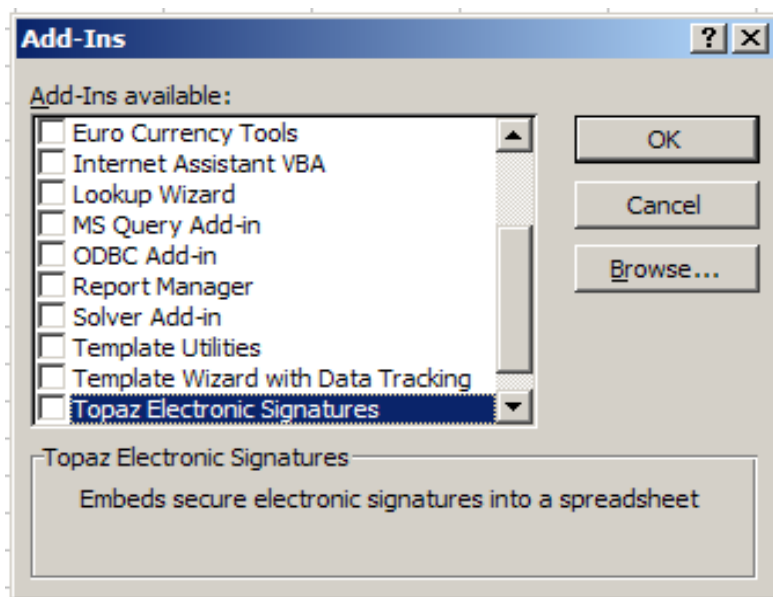 Add-Ins
Add-Ins available:
Euro Currency Tools
Internet Assistant VBA
Lookup Wizard
MS Query Add-in
ODBC Add-in
Report Manager
Solver Add-in
Template Utilities
Template Wizard with Data Tracking
Topaz Electronic Signatures
OK
Cancel
Browse...
Topaz Electronic Signatures
Embeds secure electronic signatures into a spreadsheet